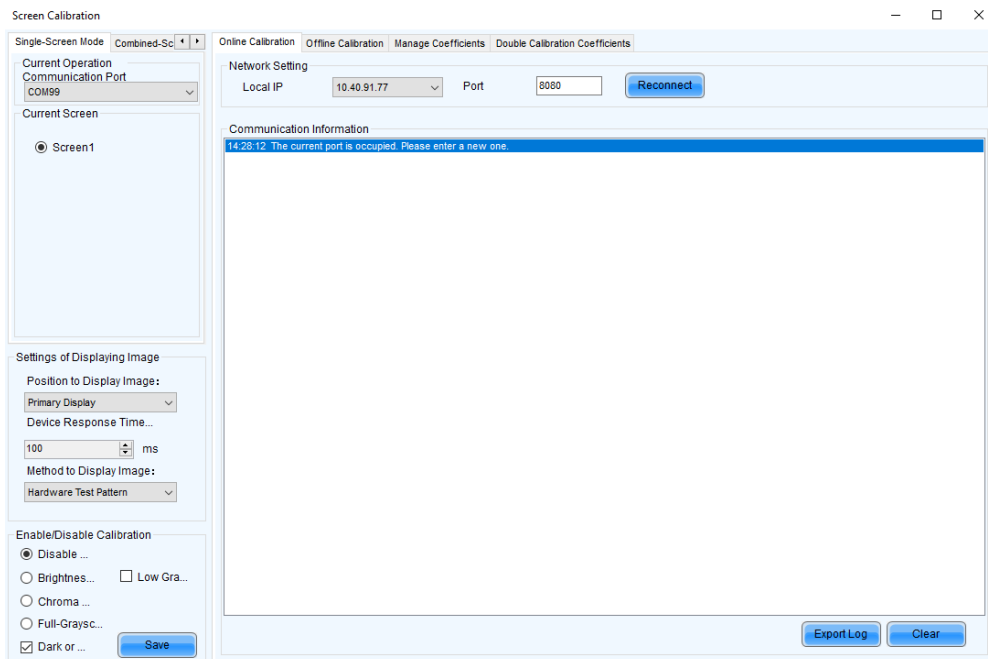 Screen Calibration
Single-Screen Mode
Combined-Sc
Current Operation
Communication Port
COM99
Current Screen
Screen1
Settings of Displaying Image
Position to Display Image:
Primary Display
Device Response Time...
100 ms
Method to Display Image:
Hardware Test Pattern
Enable/Disable Calibration
Disable ...
Brightnes... Low Gra...
Chroma ...
Full-Graysc...
Dark or ... Save
Online Calibration Offline Calibration Manage Coefficients Double Calibration Coefficients
Network Setting
Local IP 10.40.91.77 Port 8080 Reconnect
Communication Information
14:28:12 The current port is occupied. Please enter a new one.
Export Log Clear